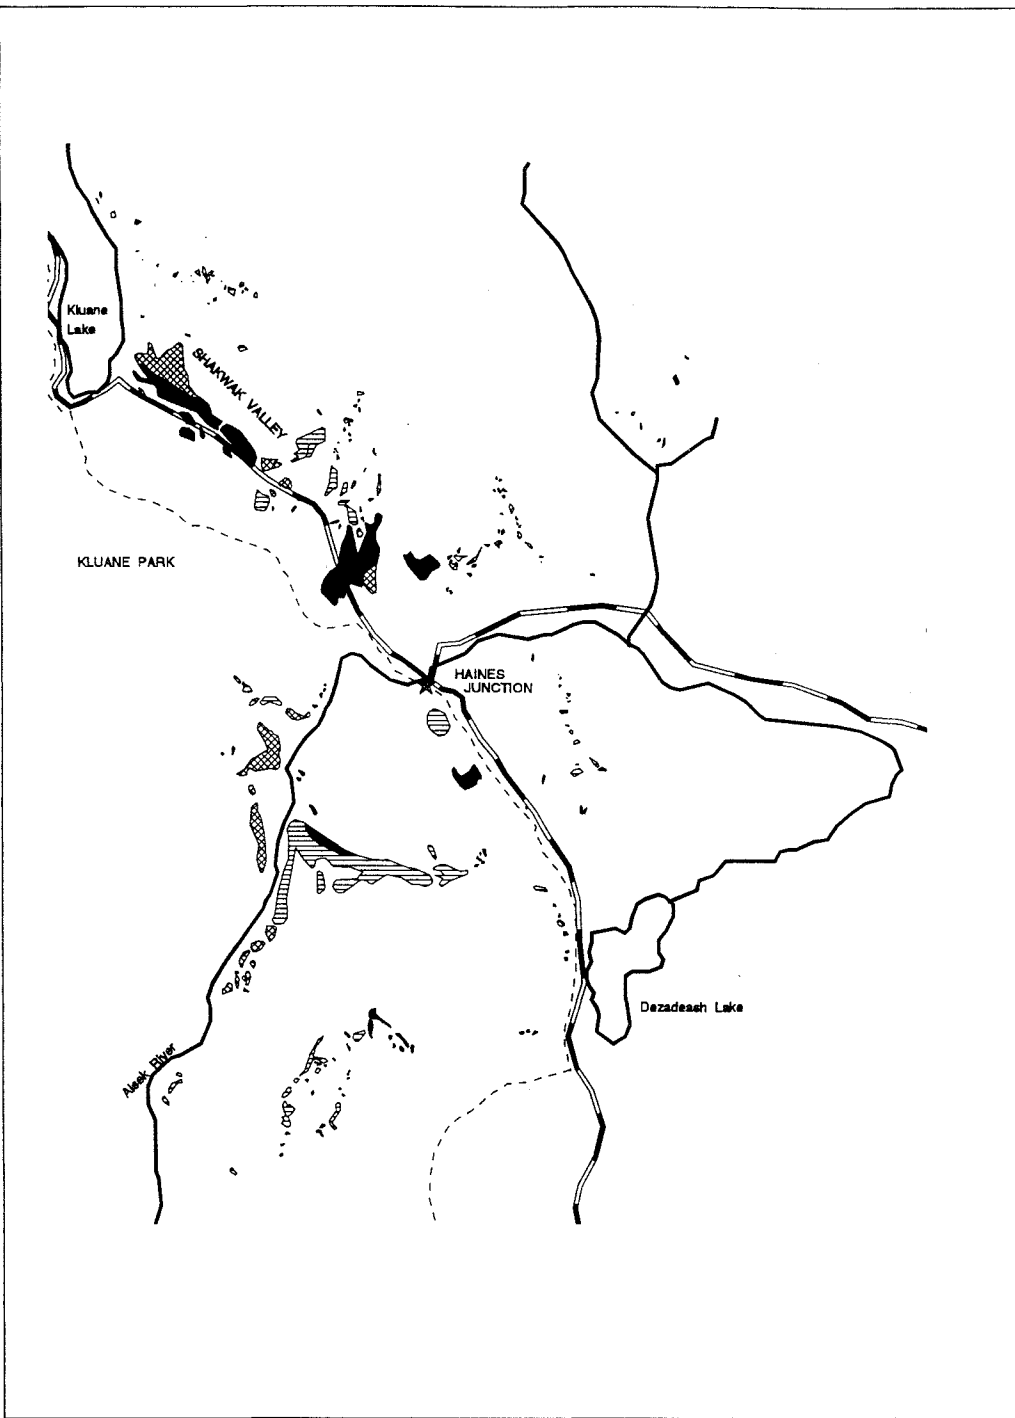 Kluane
Lake
SHAKWAK VALLEY
KLUANE PARK
HAINES
JUNCTION
Dezadeash Lake
Alsek River